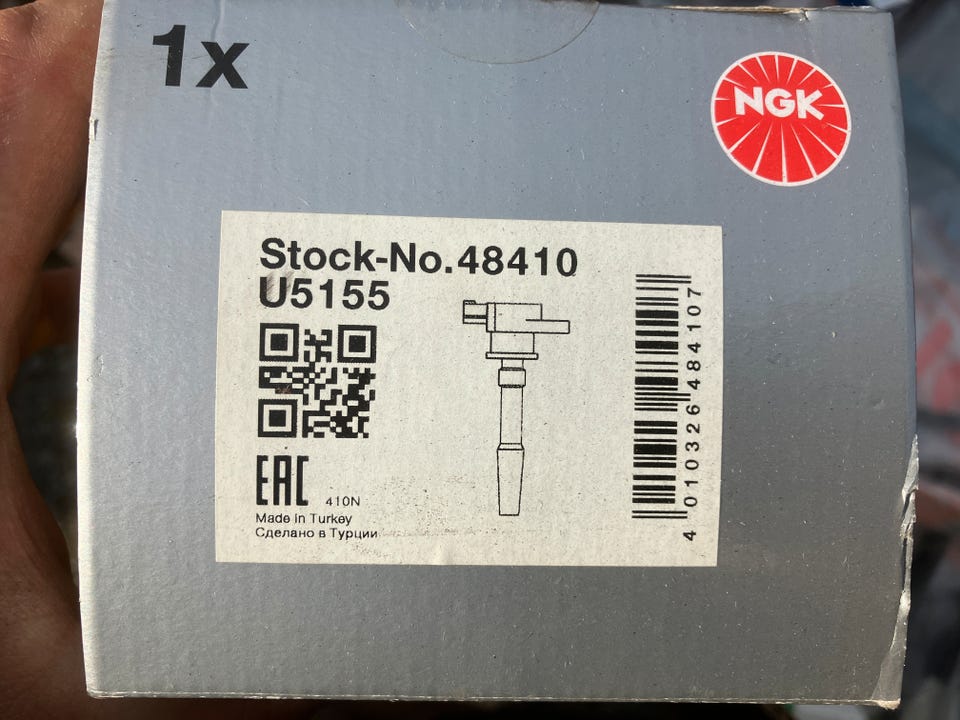 1x
NGK
Stock-No.48410
U5155
EAC
410N
Made in Turkey
Сделано в Турции
4 010326 484107